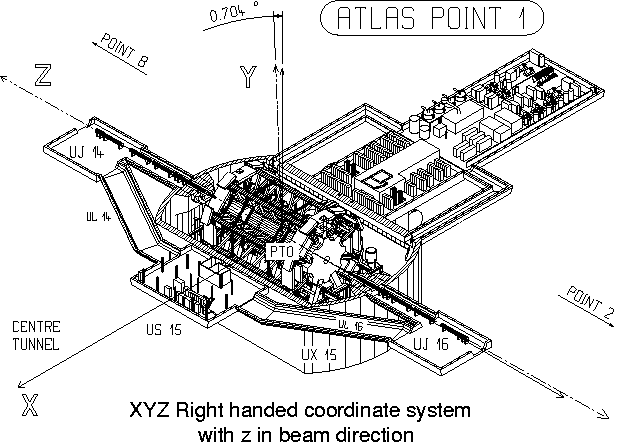 0.704 °
ATLAS POINT 1
POINT 8
Z
Y
UJ 14
UL 14
PTO
POINT 2
CENTRE
TUNNEL
US 15
UL 16
UX 15
UJ 16
X
XYZ Right handed coordinate system
with z in beam direction